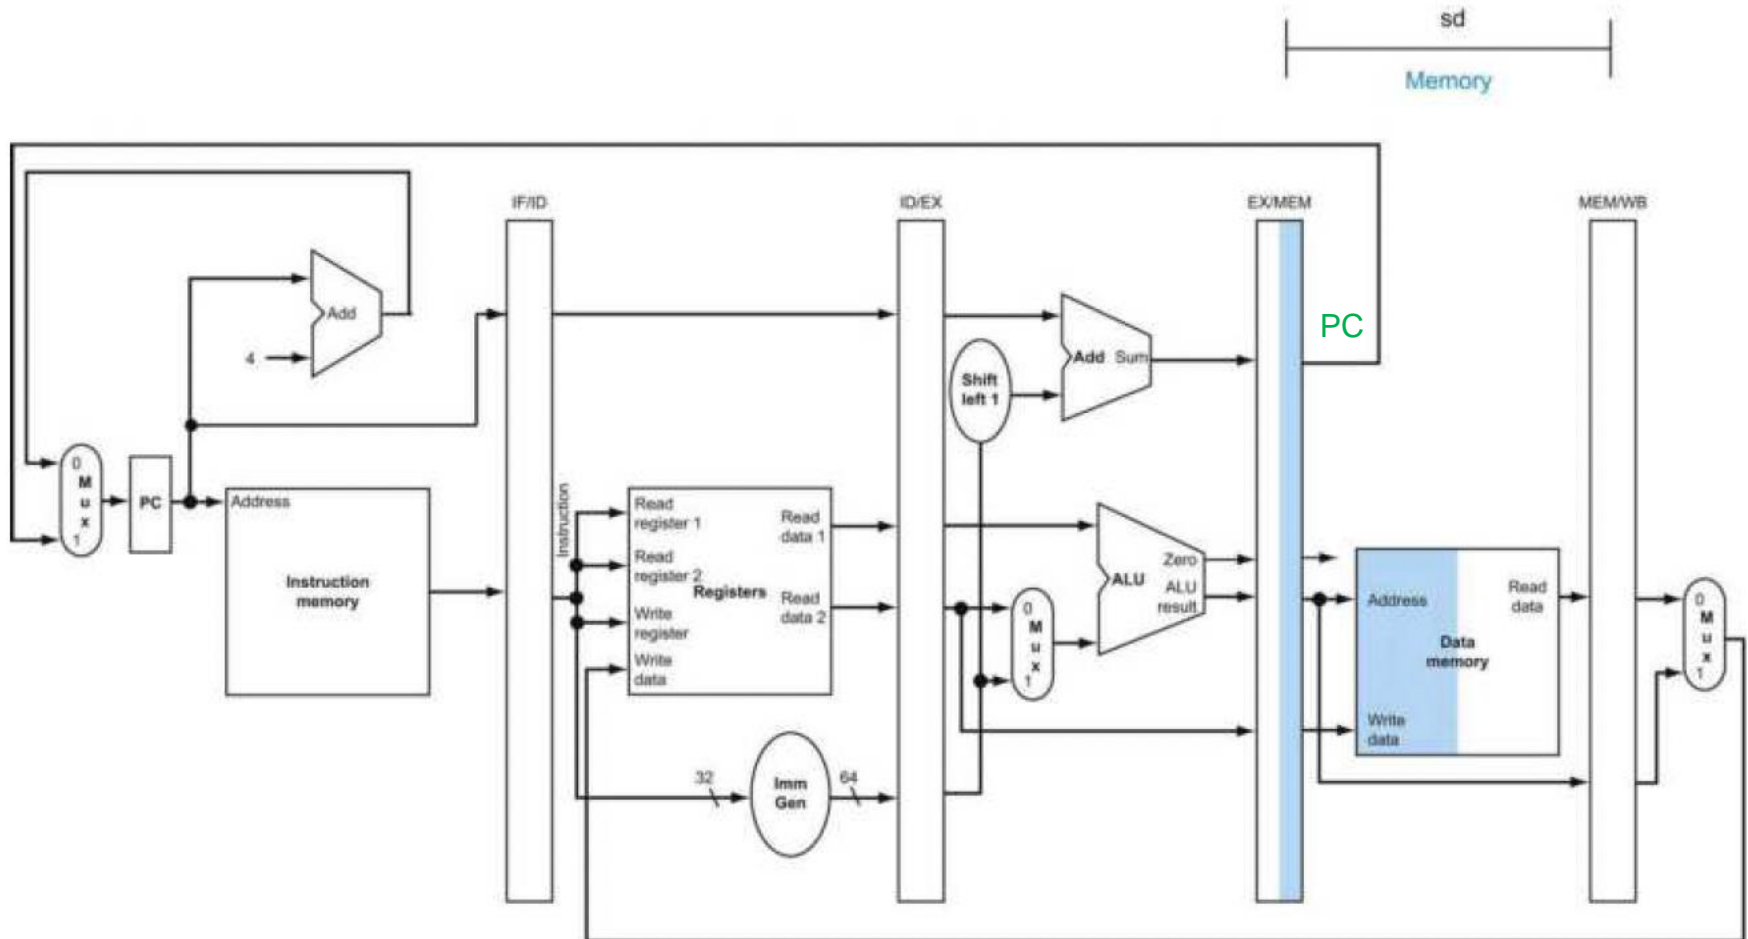 sd
Memory
IF/ID
ID/EX
EX/MEM
MEM/WB
Add
4
PC
Add Sum
Shift
left 1
0
M
u
x
1
PC
Address
Instruction
memory
Instruction
Read
register 1
Read
register 2
Registers
Write
register
Write
data
Read
data 1
Read
data 2
0
M
u
x
1
Zero
ALU
ALU
result
Address
Read
data
Data
memory
Write
data
0
M
u
x
1
32
Imm
Gen
64